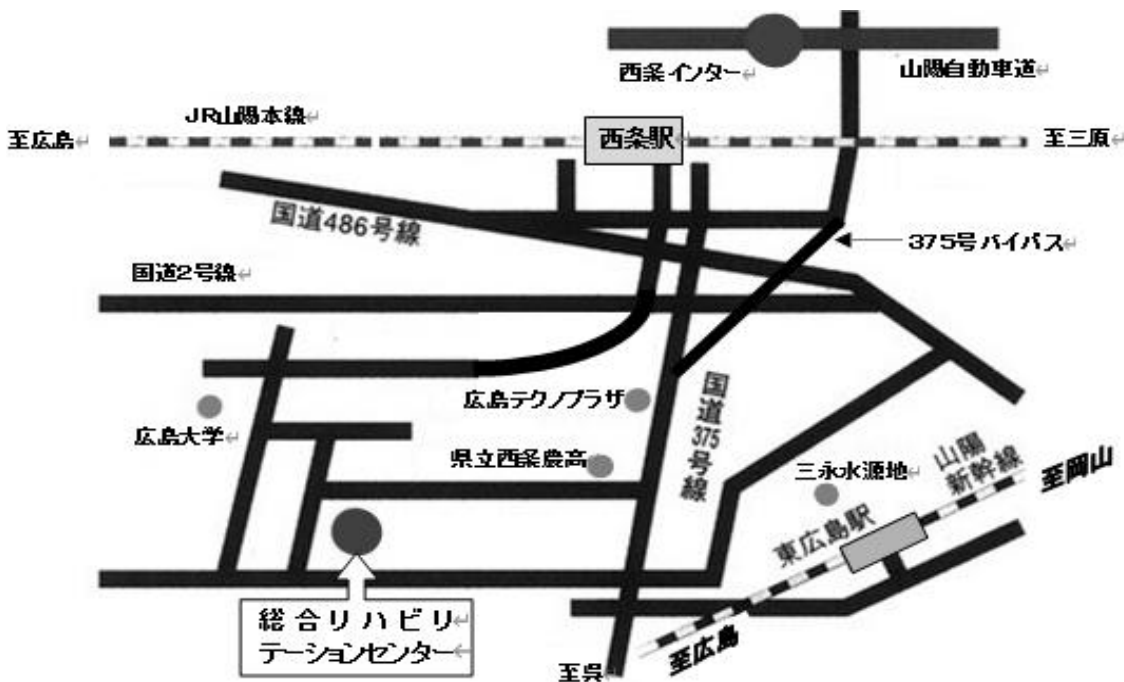 西条インター↵
山陽自動車道↵
JR山陽本線↵
至広島↵
西条駅↵
至三原↵
国道486号線
375号バイパス↵
国道2号線↵
広島テクノプラザ↵
国道375号線
広島大学↵
県立西条農高↵
三永水源地↵
山陽
新幹線
至岡山
東広島駅
総合リハビリ↵
テーションセンター↵
至広島
至呉↵